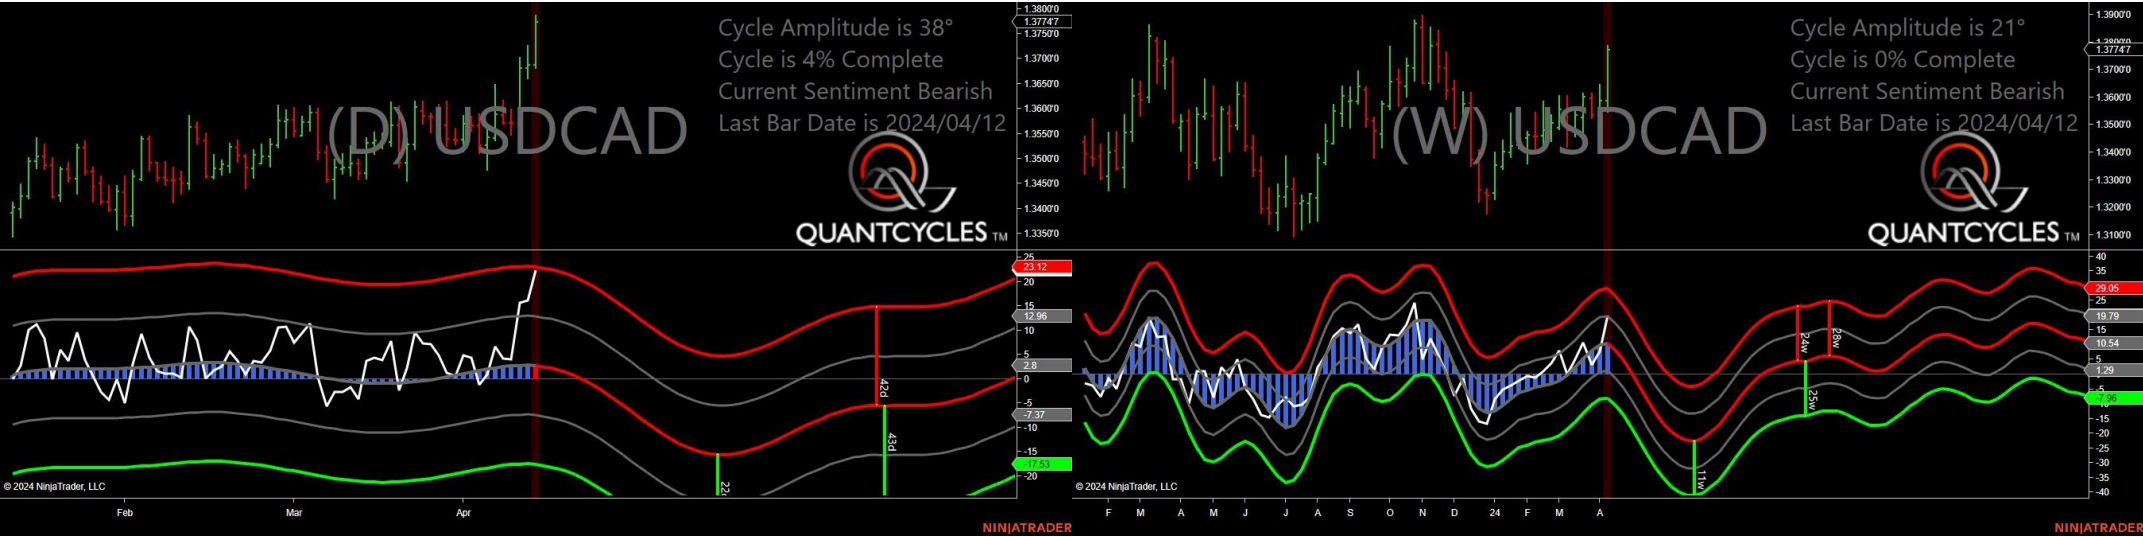 Cycle Amplitude is 38°
Cycle is 4% Complete
Current Sentiment Bearish
Last Bar Date is 2024/04/12
(D) USDCAD
QUANTCYCLES TM
1.3800'0
1.3774'7
1.3750'0
1.3700'0
1.3650'0
1.3600'0
1.3550'0
1.3500'0
1.3450'0
1.3400'0
1.3350'0
25
23.12
20
15
12.96
10
5
2.8
0
-5
-7.37
-10
-15
-17.53
-20
42d
43d
© 2024 NinjaTrader, LLC
Feb
Mar
Apr
NINJATRADER
Cycle Amplitude is 21°
Cycle is 0% Complete
Current Sentiment Bearish
Last Bar Date is 2024/04/12
(W) USDCAD
QUANTCYCLES TM
1.3900'0
1.3774'7
1.3700'0
1.3600'0
1.3500'0
1.3400'0
1.3300'0
1.3200'0
1.3100'0
40
35
29.05
25
19.79
15
10.54
5
1.29
-5
-7.96
-15
-20
-25
-30
-35
-40
24w
28w
25w
11w
© 2024 NinjaTrader, LLC
F
M
A
M
J
J
A
S
O
N
D
24
F
M
A
NINJATRADER